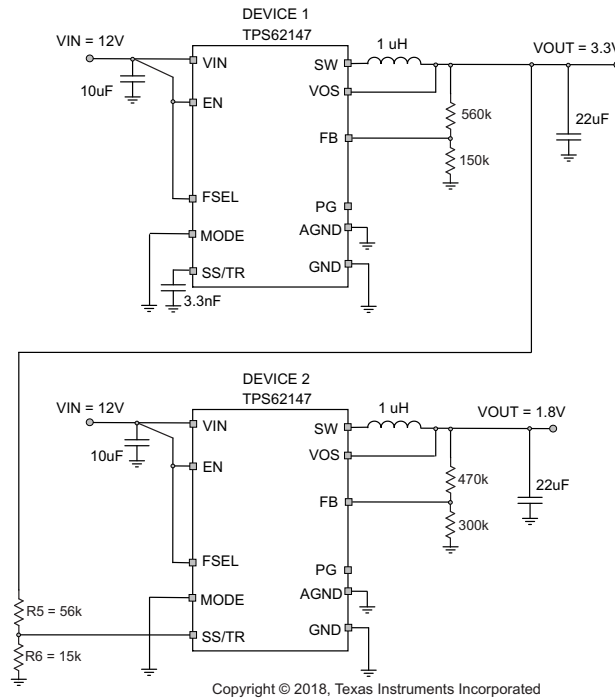 DEVICE 1
TPS62147
VIN = 12V
10uF
VIN
EN
FSEL
MODE
SS/TR
3.3nF
SW
VOS
FB
PG
AGND
GND
1 uH
VOUT = 3.3V
560k
150k
22uF
DEVICE 2
TPS62147
VIN = 12V
10uF
VIN
EN
FSEL
MODE
SS/TR
SW
VOS
FB
PG
AGND
GND
1 uH
VOUT = 1.8V
470k
300k
22uF
R5 = 56k
R6 = 15k
Copyright © 2018, Texas Instruments Incorporated